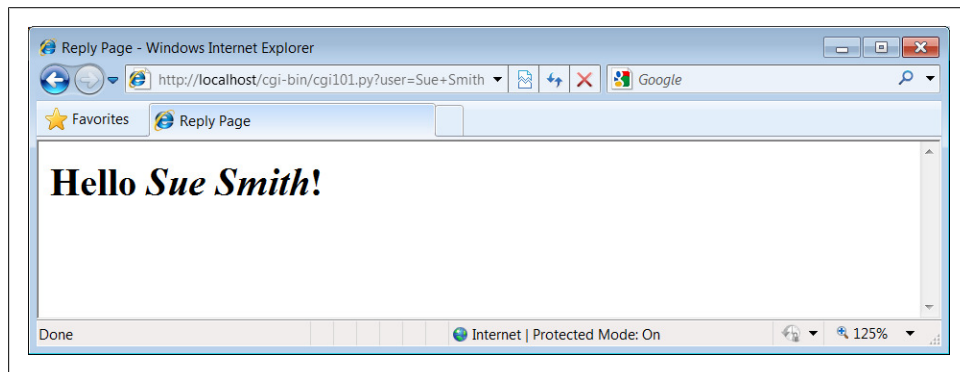 Reply Page - Windows Internet Explorer
http://localhost/cgi-bin/cgi101.py?user=Sue+Smith
Google
Favorites
Reply Page
Hello Sue Smith!
Done
Internet | Protected Mode: On
125%